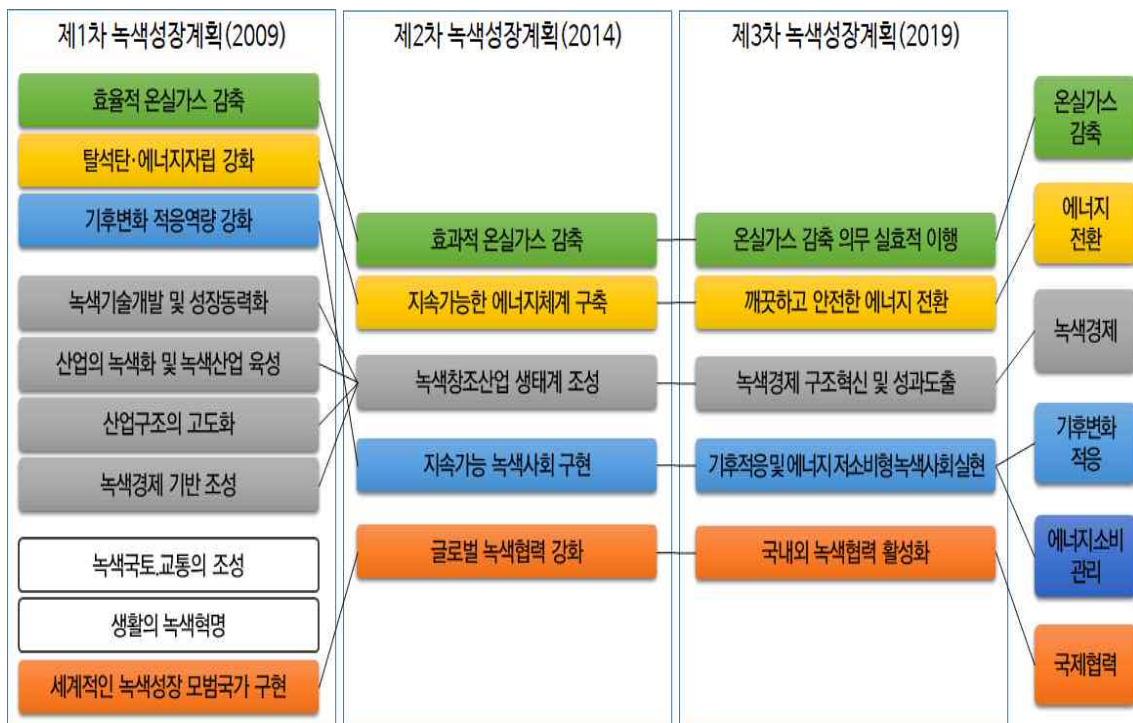 제1차 녹색성장계획(2009)
효율적 온실가스 감축
탈석탄·에너지자립 강화
기후변화 적응역량 강화
녹색기술개발 및 성장동력화
산업의 녹색화 및 녹색산업 육성
산업구조의 고도화
녹색경제 기반 조성
녹색국토.교통의 조성
생활의 녹색혁명
세계적인 녹색성장 모범국가 구현
제2차 녹색성장계획(2014)
효과적 온실가스 감축
지속가능한 에너지체계 구축
녹색창조산업 생태계 조성
지속가능 녹색사회 구현
글로벌 녹색협력 강화
제3차 녹색성장계획(2019)
온실가스 감축 의무 실효적 이행
깨끗하고 안전한 에너지 전환
녹색경제 구조혁신 및 성과도출
기후적응 및 에너지 저소비형 녹색사회 실현
국내외 녹색협력 활성화
온실가스
감축
에너지
전환
녹색경제
기후변화
적응
에너지소비
관리
국제협력